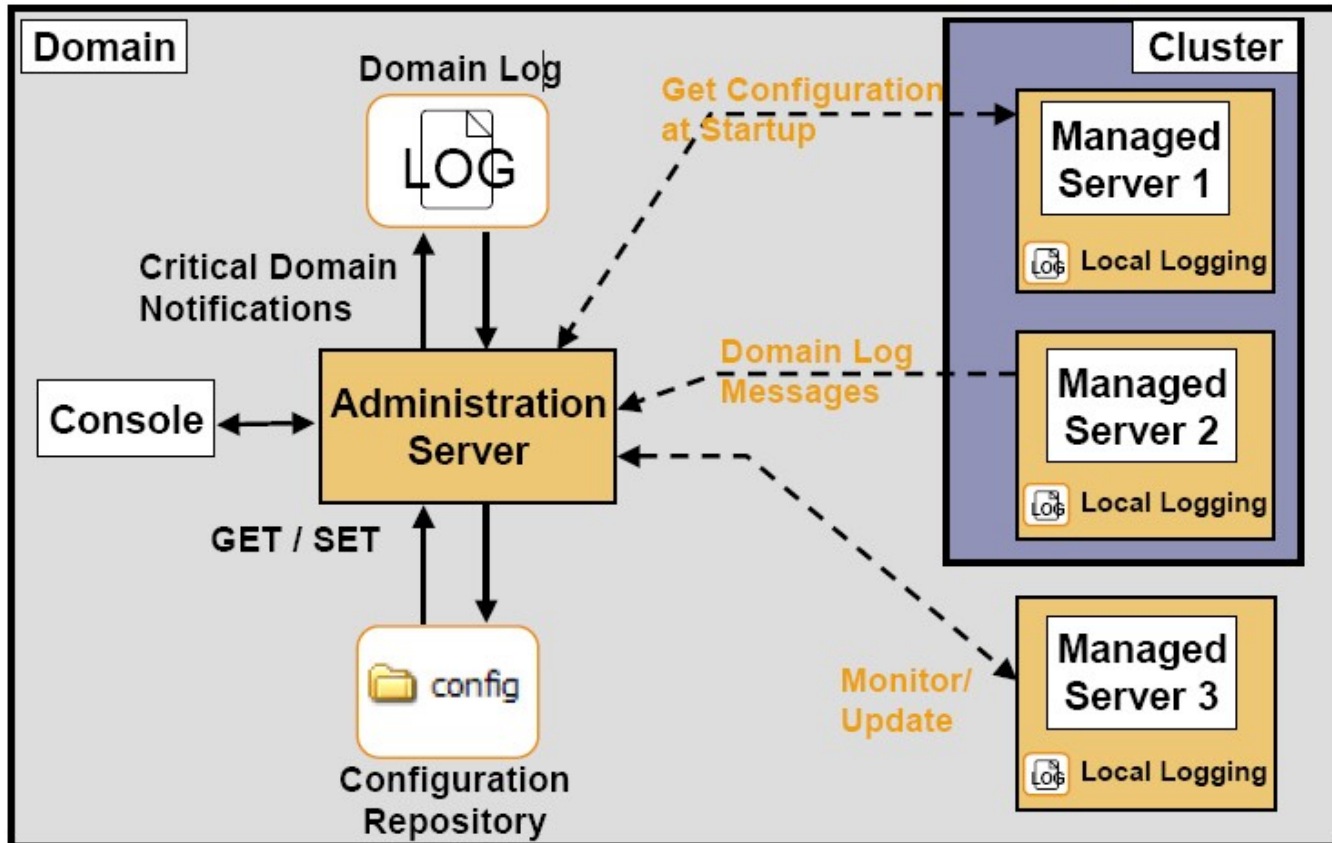 Domain
Domain Log
LOG
Critical Domain
Notifications
Console
Administration
Server
GET / SET
config
Configuration
Repository
Get Configuration
at Startup
Domain Log
Messages
Monitor/
Update
Cluster
Managed
Server 1
LOG Local Logging
Managed
Server 2
LOG Local Logging
Managed
Server 3
LOG Local Logging